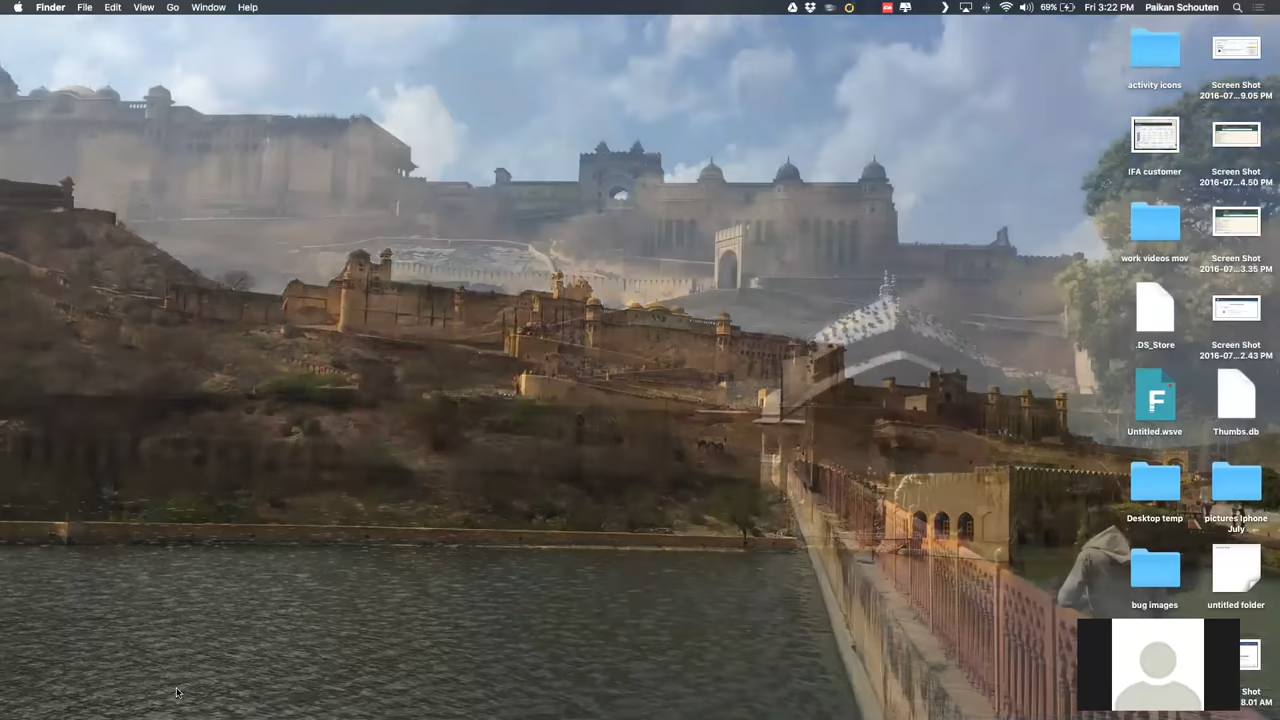 Finder File Edit View Go Window Help 69% Fri 3:22 PM Paikan Schouten
activity icons
Screen Shot
2016-07...9.05 PM
IFA customer
Screen Shot
2016-07...4.50 PM
work videos mov
Screen Shot
2016-07...3.35 PM
.DS_Store
Screen Shot
2016-07...2.43 PM
F
Untitled.wsve
Thumbs.db
Desktop temp
pictures Iphone
July
bug images
untitled folder
Shot
8.01 AM